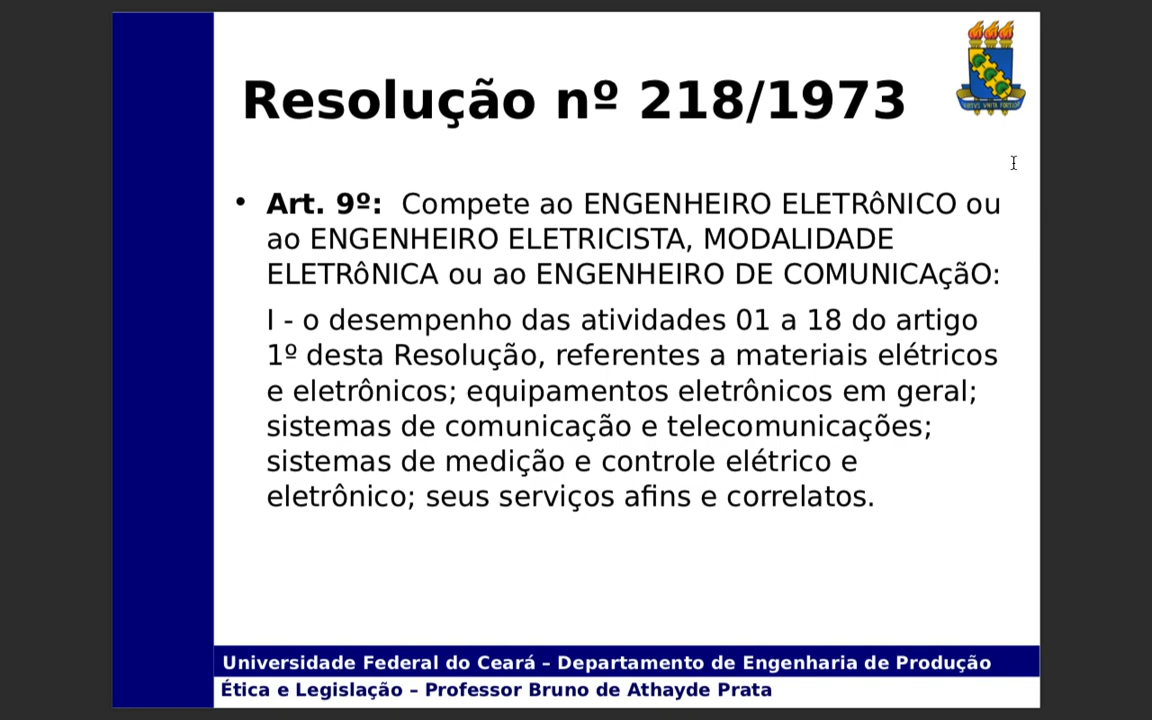 Resolução nº 218/1973
• Art. 9º: Compete ao ENGENHEIRO ELETRôNICO ou
ao ENGENHEIRO ELETRICISTA, MODALIDADE
ELETRôNICA ou ao ENGENHEIRO DE COMUNICAçãO:
I - o desempenho das atividades 01 a 18 do artigo
1º desta Resolução, referentes a materiais elétricos
e eletrônicos; equipamentos eletrônicos em geral;
sistemas de comunicação e telecomunicações;
sistemas de medição e controle elétrico e
eletrônico; seus serviços afins e correlatos.
Universidade Federal do Ceará – Departamento de Engenharia de Produção
Ética e Legislação – Professor Bruno de Athayde Prata